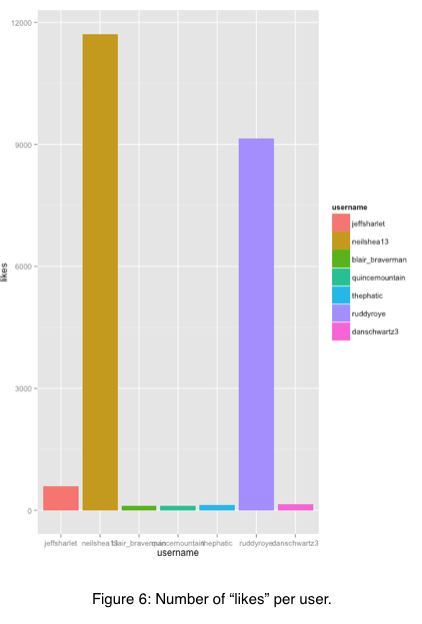 12000
9000
6000
3000
0
likes
jeffsharlet neilshea13 blair_braverman quincemountain thephatic ruddyroye danschwartz3
username
username
jeffsharlet
neilshea13
blair_braverman
quincemountain
thephatic
ruddyroye
danschwartz3
Figure 6: Number of “likes” per user.